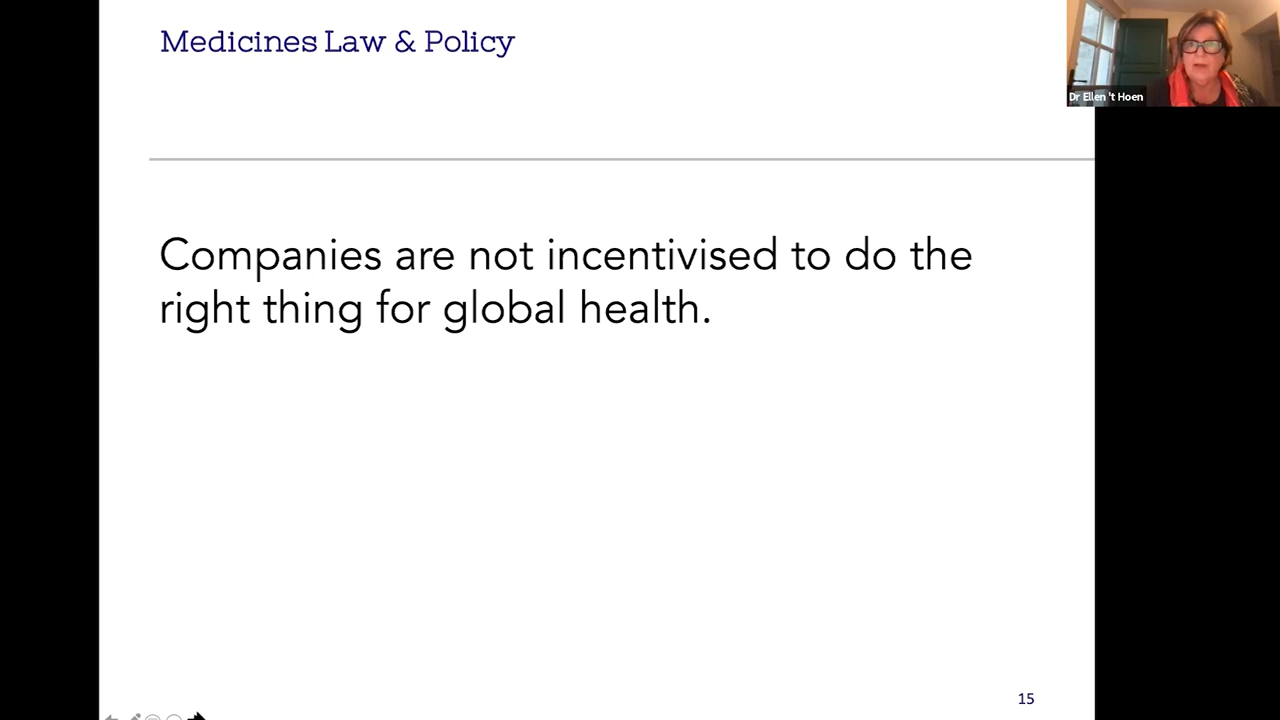 Medicines Law & Policy
Dr Ellen 't Hoen
Companies are not incentivised to do the
right thing for global health.
15